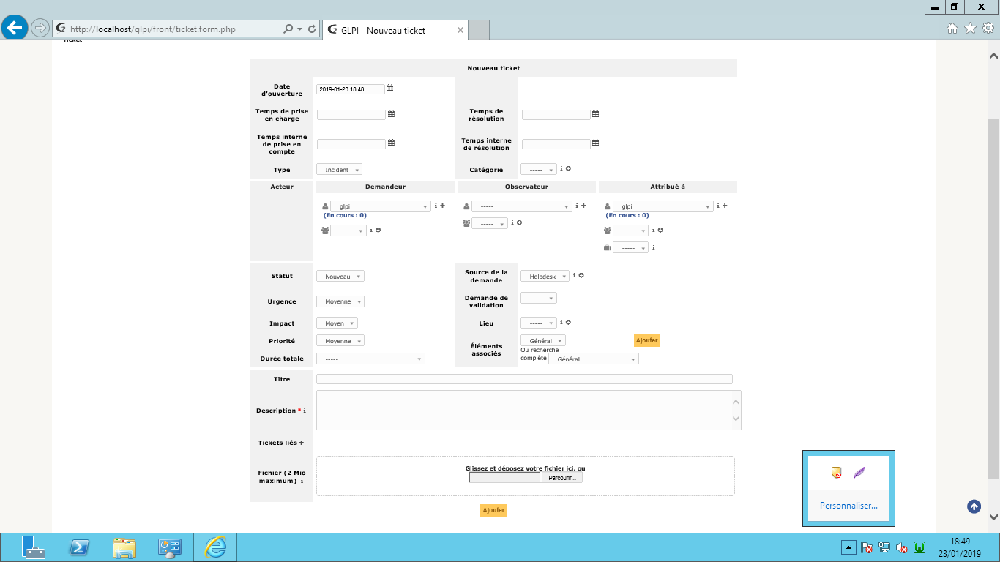 http://localhost/glpi/front/ticket.form.php
GLPI - Nouveau ticket
Ticket
Nouveau ticket
Date
d'ouverture
2019-01-23 18:48
Temps de prise
en charge
Temps de
résolution
Temps interne
de prise en
compte
Temps interne
de résolution
Type
Incident
Catégorie
-----
Acteur
Demandeur
Observateur
Attribué à
glpi
-----
glpi
(En cours : 0)
(En cours : 0)
-----
-----
-----
-----
Statut
Nouveau
Source de la
demande
Helpdesk
Urgence
Moyenne
Demande de
validation
-----
Impact
Moyen
Lieu
-----
Priorité
Moyenne
Éléments
associés
Général
Ajouter
Ou recherche
complète
Général
Durée totale
-----
Titre
Description * i
Tickets liés +
Fichier (2 Mio
maximum) i
Glissez et déposez votre fichier ici, ou
Parcourir...
Ajouter
Personnaliser...
18:49
23/01/2019